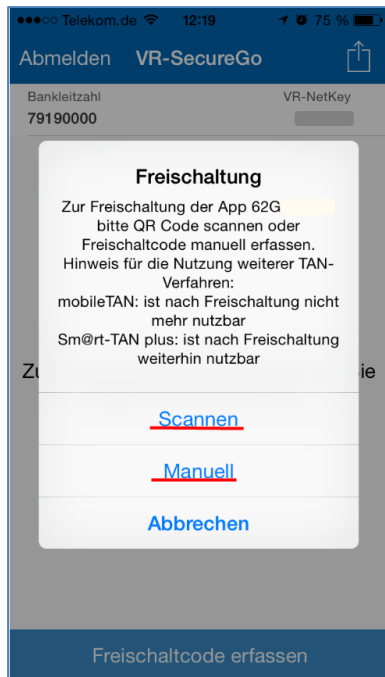 Telekom.de 12:19 75 %
Abmelden VR-SecureGo
Bankleitzahl VR-NetKey
79190000
Freischaltung
Zur Freischaltung der App 62G
bitte QR Code scannen oder
Freischaltcode manuell erfassen.
Hinweis für die Nutzung weiterer TAN-
Verfahren:
mobileTAN: ist nach Freischaltung nicht
mehr nutzbar
Sm@rt-TAN plus: ist nach Freischaltung
weiterhin nutzbar
Scannen
Manuell
Abbrechen
Freischaltcode erfassen